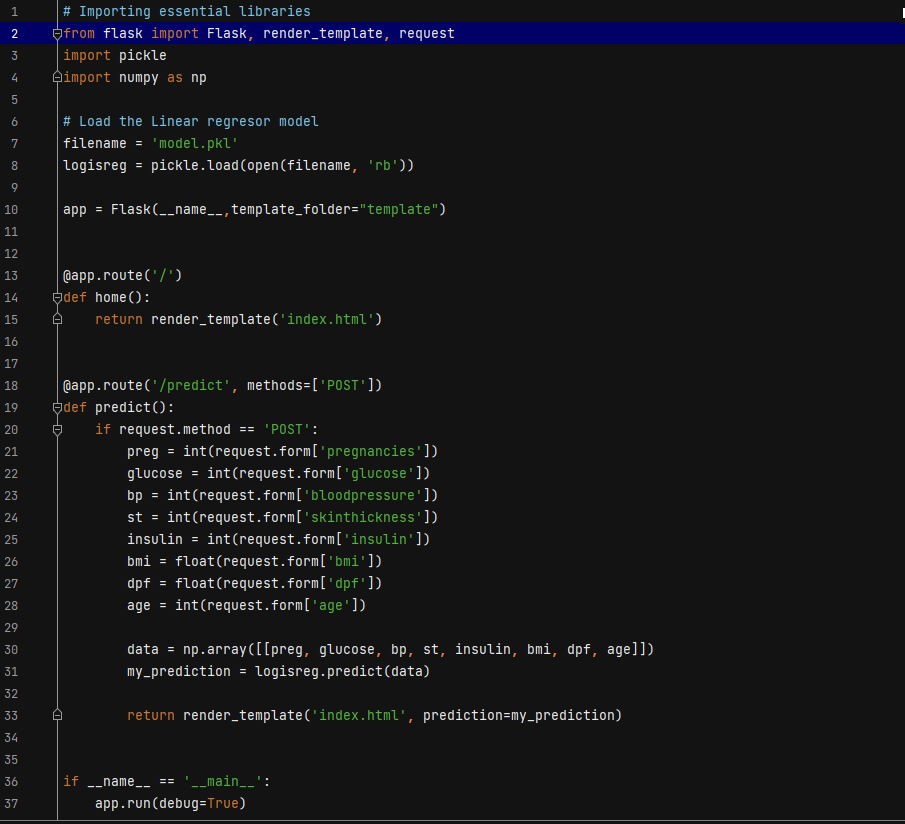 1 # Importing essential libraries
2 from flask import Flask, render_template, request
3 import pickle
4 import numpy as np
5
6 # Load the Linear regresor model
7 filename = 'model.pkl'
8 logisreg = pickle.load(open(filename, 'rb'))
9
10 app = Flask(__name__,template_folder="template")
11
12
13 @app.route('/')
14 def home():
15     return render_template('index.html')
16
17
18 @app.route('/predict', methods=['POST'])
19 def predict():
20     if request.method == 'POST':
21         preg = int(request.form['pregnancies'])
22         glucose = int(request.form['glucose'])
23         bp = int(request.form['bloodpressure'])
24         st = int(request.form['skinthickness'])
25         insulin = int(request.form['insulin'])
26         bmi = float(request.form['bmi'])
27         dpf = float(request.form['dpf'])
28         age = int(request.form['age'])
29
30         data = np.array([[preg, glucose, bp, st, insulin, bmi, dpf, age]])
31         my_prediction = logisreg.predict(data)
32
33         return render_template('index.html', prediction=my_prediction)
34
35
36 if __name__ == '__main__':
37     app.run(debug=True)